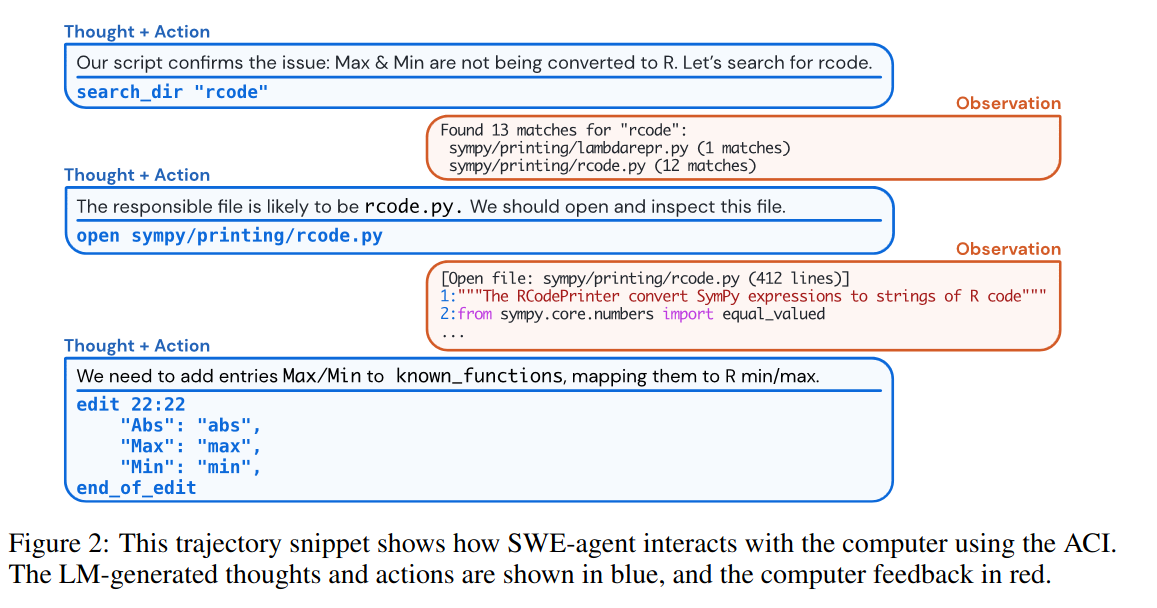 Thought + Action
Our script confirms the issue: Max & Min are not being converted to R. Let's search for rcode.
search_dir "rcode"
Observation
Found 13 matches for "rcode":
sympy/printing/lambdarepr.py (1 matches)
sympy/printing/rcode.py (12 matches)
Thought + Action
The responsible file is likely to be rcode.py. We should open and inspect this file.
open sympy/printing/rcode.py
Observation
[Open file: sympy/printing/rcode.py (412 lines)]
1:"""The RCodePrinter convert SymPy expressions to strings of R code"""
2:from sympy.core.numbers import equal_valued
...
Thought + Action
We need to add entries Max/Min to known_functions, mapping them to R min/max.
edit 22:22
    "Abs": "abs",
    "Max": "max",
    "Min": "min",
end_of_edit
Figure 2: This trajectory snippet shows how SWE-agent interacts with the computer using the ACI.
The LM-generated thoughts and actions are shown in blue, and the computer feedback in red.